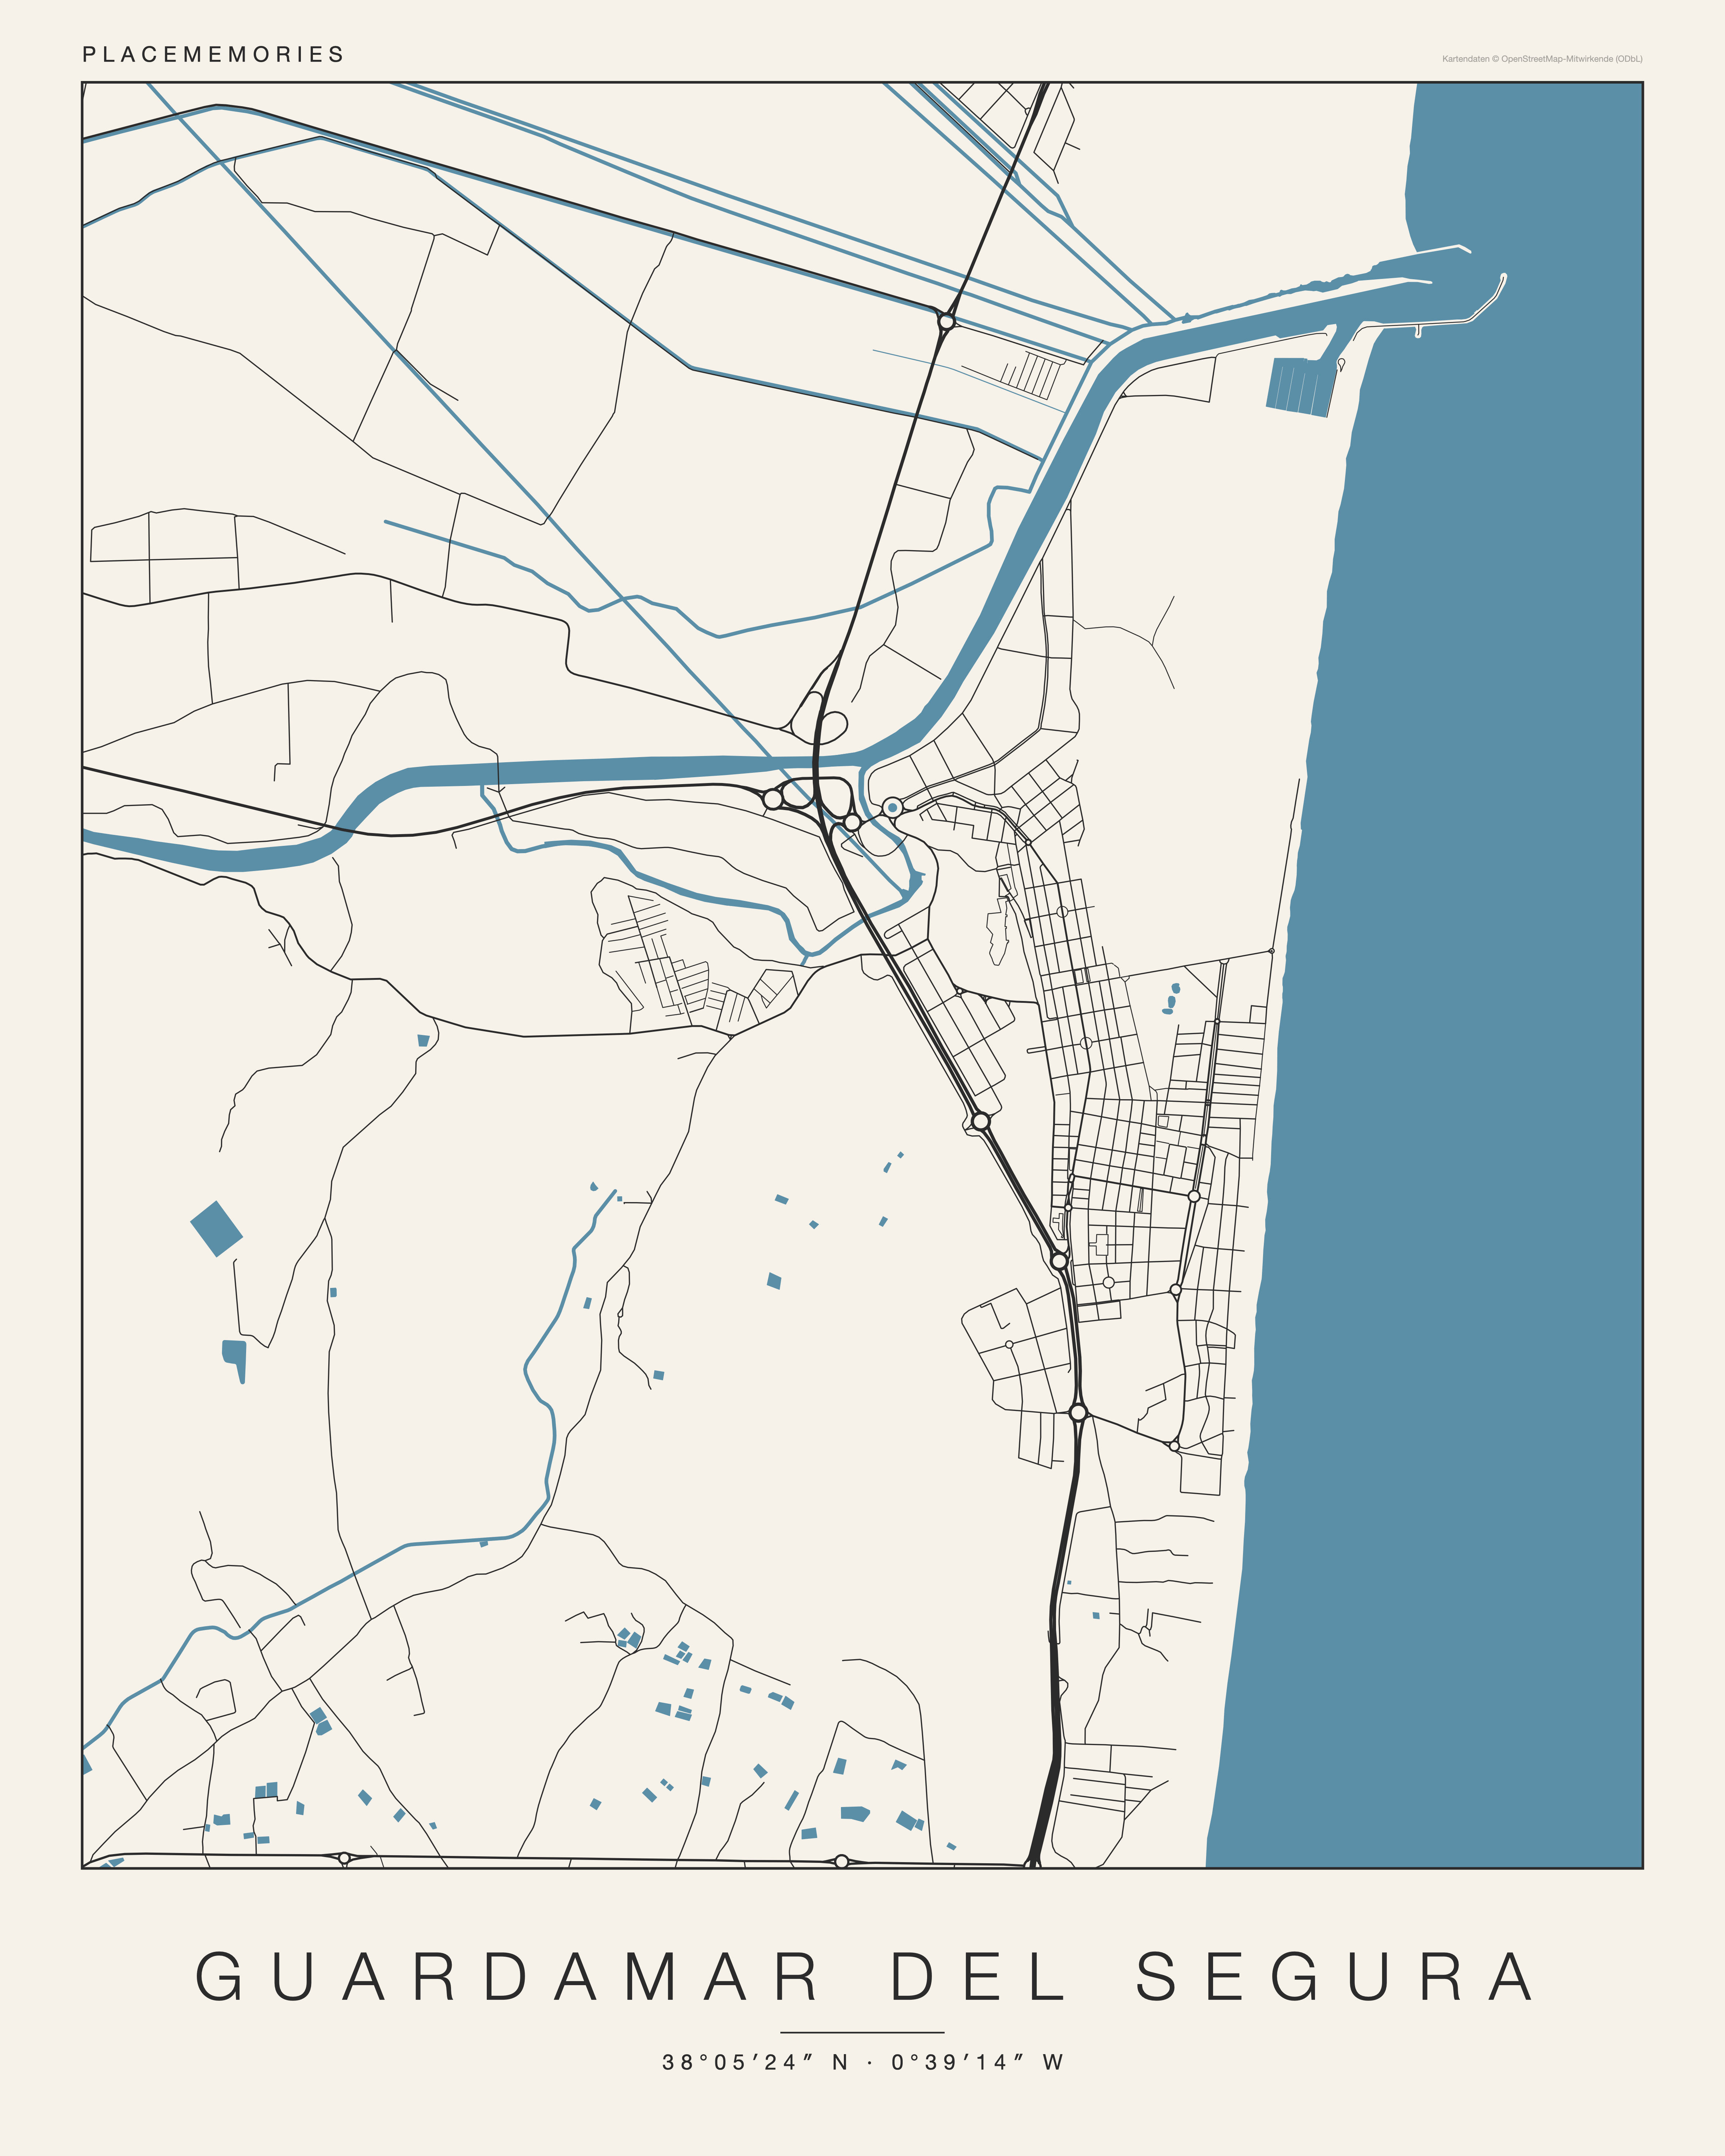 PLACEMEMORIES
Kartendaten © OpenStreetMap-Mitwirkende (ODbL)
GUARDAMAR DEL SEGURA
38°05′24″ N · 0°39′14″ W